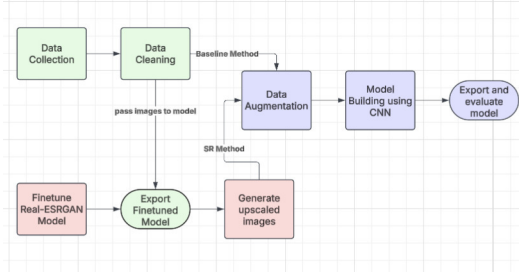 Data
Collection
Data
Cleaning
Baseline Method
Data
Augmentation
Model
Building using
CNN
Export and
evaluate
model
pass images to model
SR Method
Finetune
Real-ESRGAN
Model
Export
Finetuned
Model
Generate
upscaled
images